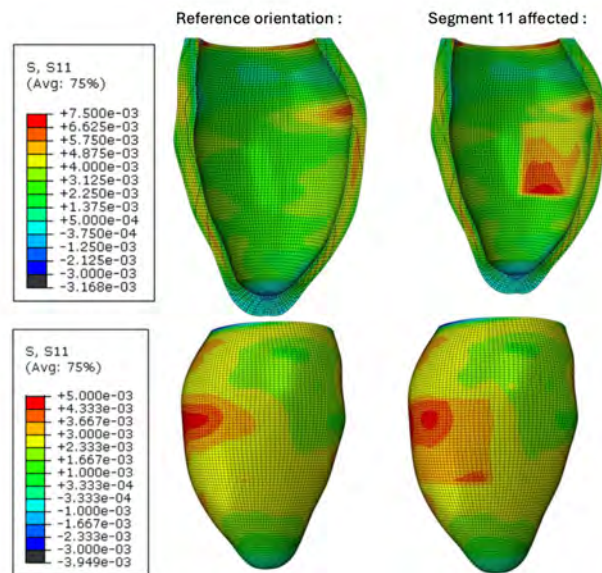 Reference orientation :
Segment 11 affected :
S, S11
(Avg: 75%)
+7.500e-03
+6.625e-03
+5.750e-03
+4.875e-03
+4.000e-03
+3.125e-03
+2.250e-03
+1.375e-03
+5.000e-04
-3.750e-04
-1.250e-03
-2.125e-03
-3.000e-03
-3.168e-03
S, S11
(Avg: 75%)
+5.000e-03
+4.333e-03
+3.667e-03
+3.000e-03
+2.333e-03
+1.667e-03
+1.000e-03
+3.333e-04
-3.333e-04
-1.000e-03
-1.667e-03
-2.333e-03
-3.000e-03
-3.949e-03